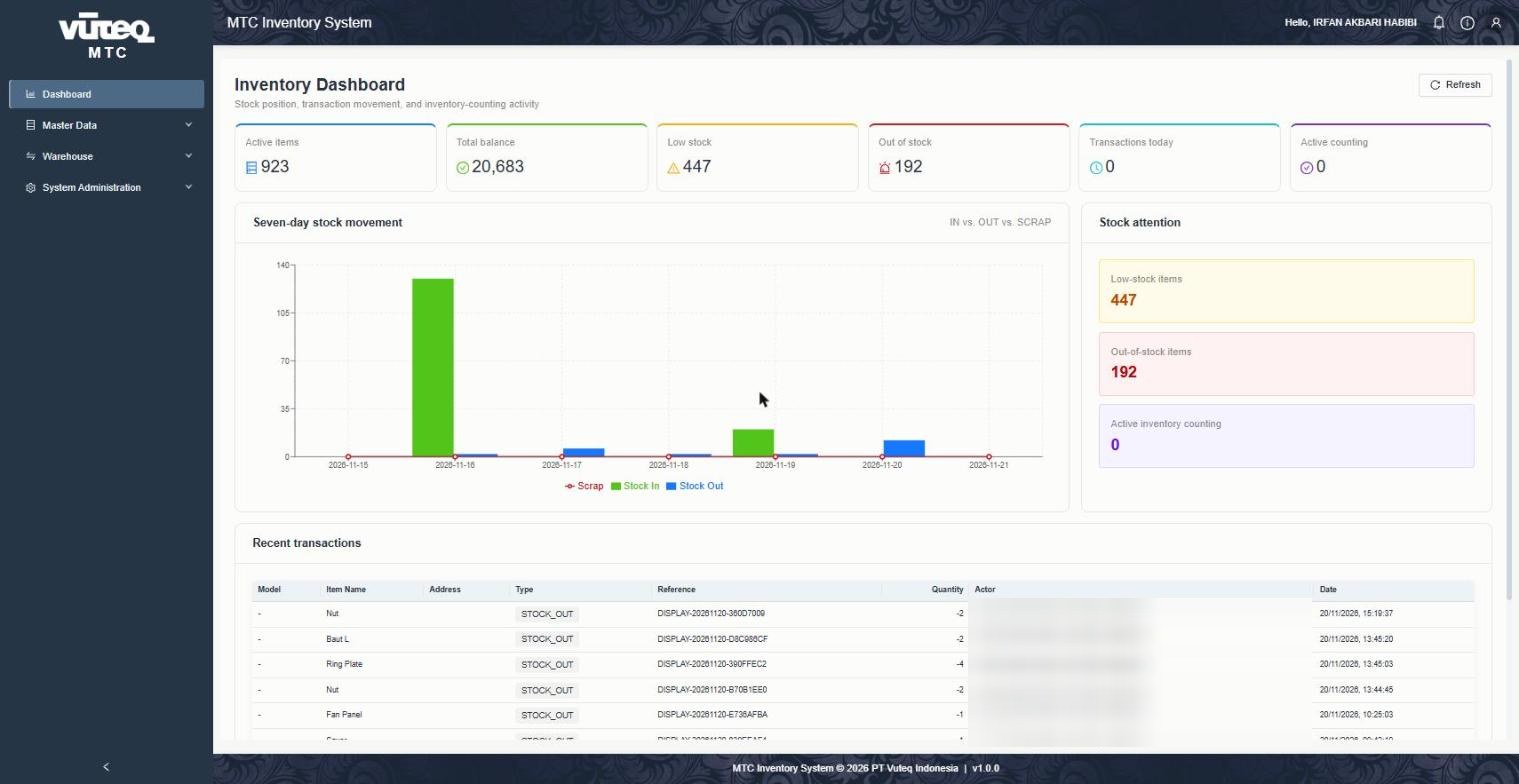 vuteq
MTC
MTC Inventory System
Hello, IRFAN AKBARI HABIBI
Dashboard
Master Data
Warehouse
System Administration
Inventory Dashboard
Stock position, transaction movement, and inventory-counting activity
Refresh
Active items
923
Total balance
20,683
Low stock
447
Out of stock
192
Transactions today
0
Active counting
0
Seven-day stock movement
IN vs. OUT vs. SCRAP
140
105
70
35
0
2026-11-15 2026-11-16 2026-11-17 2026-11-18 2026-11-19 2026-11-20 2026-11-21
Scrap Stock In Stock Out
Stock attention
Low-stock items
447
Out-of-stock items
192
Active inventory counting
0
Recent transactions
Model Item Name Address Type Reference Quantity Actor Date
- Nut STOCK_OUT DISPLAY-20261120-360D7009 -2 20/11/2026, 15:19:37
- Baut L STOCK_OUT DISPLAY-20261120-D8C986CF -2 20/11/2026, 13:45:20
- Ring Plate STOCK_OUT DISPLAY-20261120-390FFEC2 -4 20/11/2026, 13:45:03
- Nut STOCK_OUT DISPLAY-20261120-B70B1EE0 -2 20/11/2026, 13:44:45
- Fan Panel STOCK_OUT DISPLAY-20261120-E736AFBA -1 20/11/2026, 10:25:03
MTC Inventory System © 2026 PT Vuteq Indonesia | v1.0.0